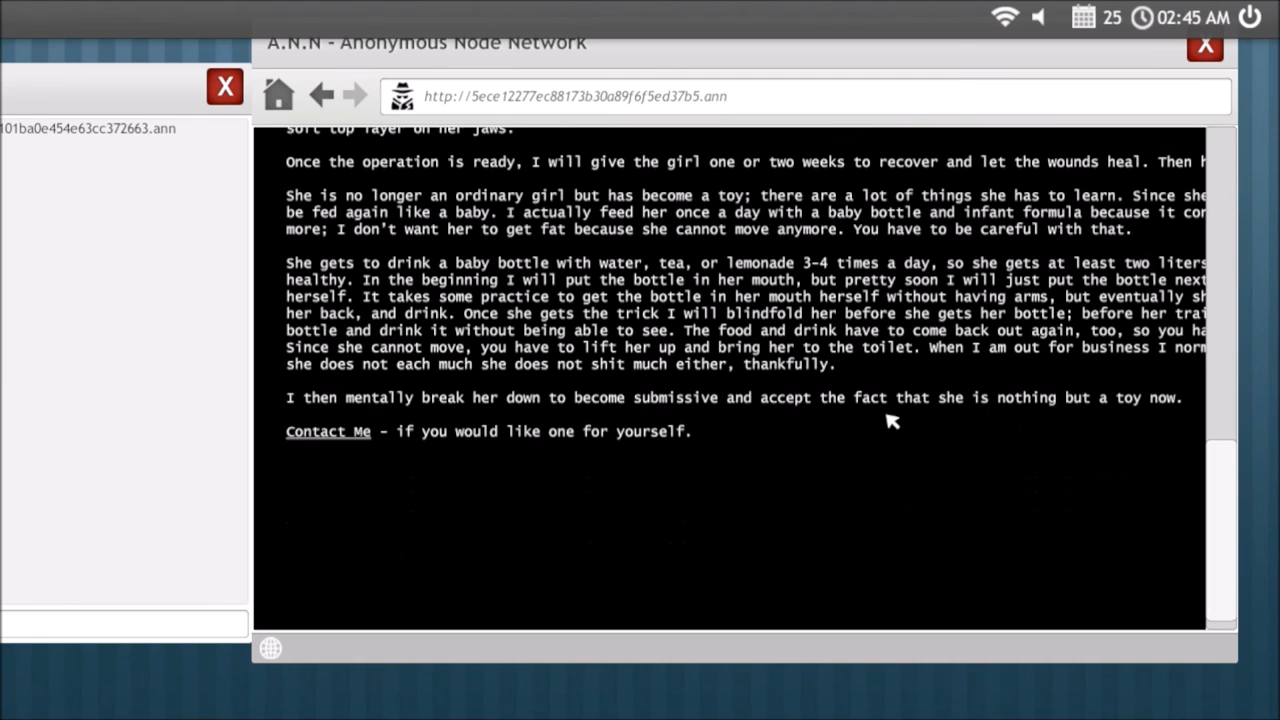 25 02:45 AM
A.N.N - Anonymous Node Network
X
X
http://5ece12277ec88173b30a89f6f5ed37b5.ann
101ba0e454e63cc372663.ann
soft top layer on her jaws.
Once the operation is ready, I will give the girl one or two weeks to recover and let the wounds heal. Then
She is no longer an ordinary girl but has become a toy; there are a lot of things she has to learn. Since she
be fed again like a baby. I actually feed her once a day with a baby bottle and infant formula because it
more; I don't want her to get fat because she cannot move anymore. You have to be careful with that.
She gets to drink a baby bottle with water, tea, or lemonade 3-4 times a day, so she gets at least two liters
healthy. In the beginning I will put the bottle in her mouth, but pretty soon I will just put the bottle next
herself. It takes some practice to get the bottle in her mouth herself without having arms, but eventually
her back, and drink. Once she gets the trick I will blindfold her before she gets her bottle; before her
bottle and drink it without being able to see. The food and drink have to come back out again, too, so you
Since she cannot move, you have to lift her up and bring her to the toilet. When I am out for business I
she does not each much she does not shit much either, thankfully.
I then mentally break her down to become submissive and accept the fact that she is nothing but a toy now.
Contact Me - if you would like one for yourself.